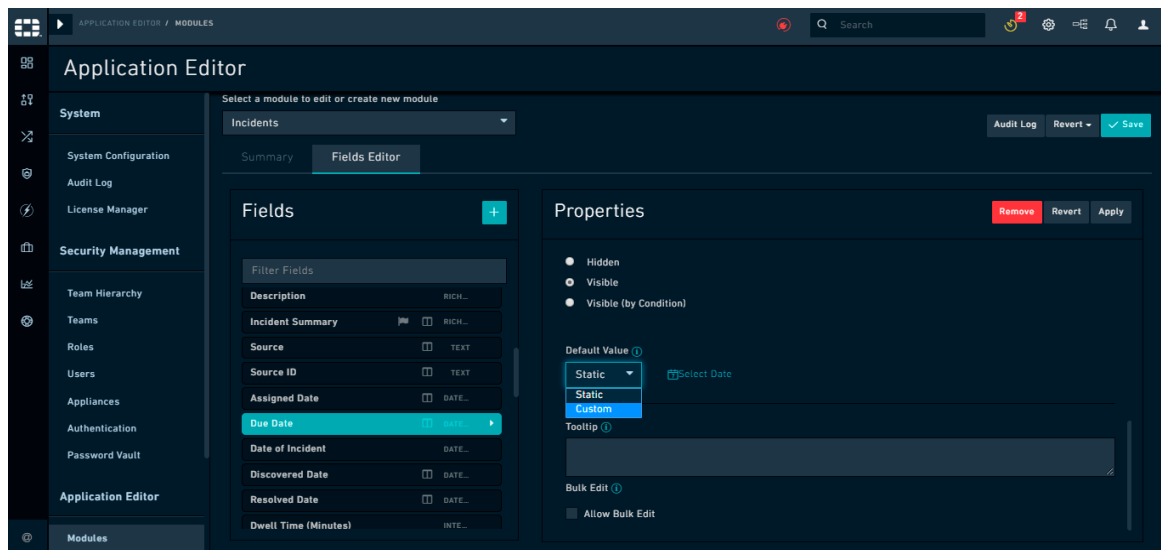 APPLICATION EDITOR / MODULES
Search
2
Application Editor
System
System Configuration
Audit Log
License Manager
Security Management
Team Hierarchy
Teams
Roles
Users
Appliances
Authentication
Password Vault
Application Editor
Modules
@
Select a module to edit or create new module
Incidents
Audit Log Revert Save
Summary Fields Editor
Fields
+
Filter Fields
Description RICH...
Incident Summary RICH...
Source TEXT
Source ID TEXT
Assigned Date DATE...
Due Date DATE...
Date of Incident DATE...
Discovered Date DATE...
Resolved Date DATE...
Dwell Time (Minutes) INTE...
Properties
Remove Revert Apply
Hidden
Visible
Visible (by Condition)
Default Value
Static Select Date
Static
Custom
Tooltip
Bulk Edit
Allow Bulk Edit